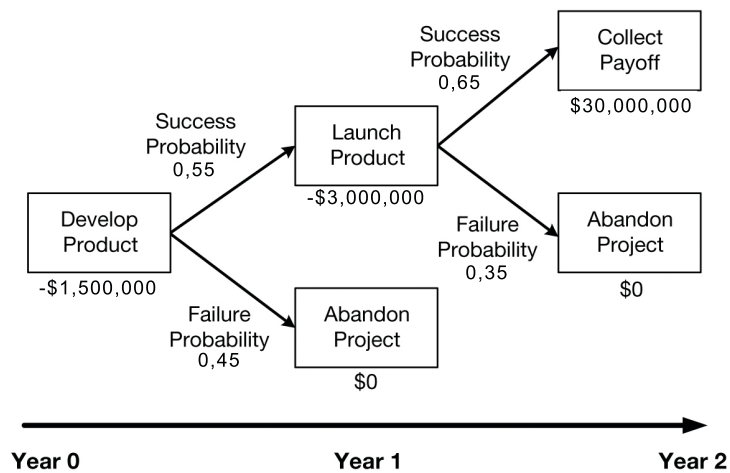 Success
Probability
0,65
Collect
Payoff
$30,000,000
Success
Probability
0,55
Launch
Product
-$3,000,000
Failure
Probability
0,35
Abandon
Project
$0
Develop
Product
-$1,500,000
Failure
Probability
0,45
Abandon
Project
$0
Year 0
Year 1
Year 2